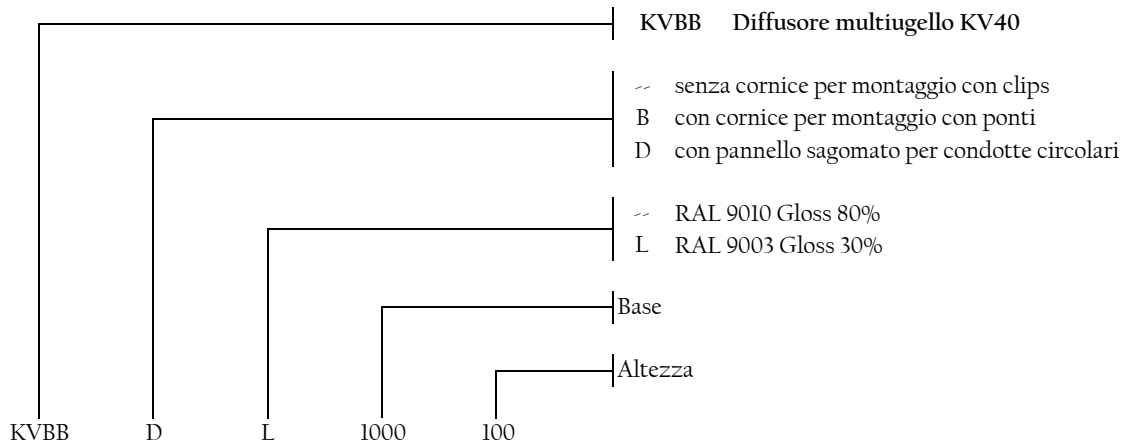 KVBB Diffusore multiugello KV40
-- senza cornice per montaggio con clips
B con cornice per montaggio con ponti
D con pannello sagomato per condotte circolari
-- RAL 9010 Gloss 80%
L RAL 9003 Gloss 30%
Base
Altezza
KVBB D L 1000 100